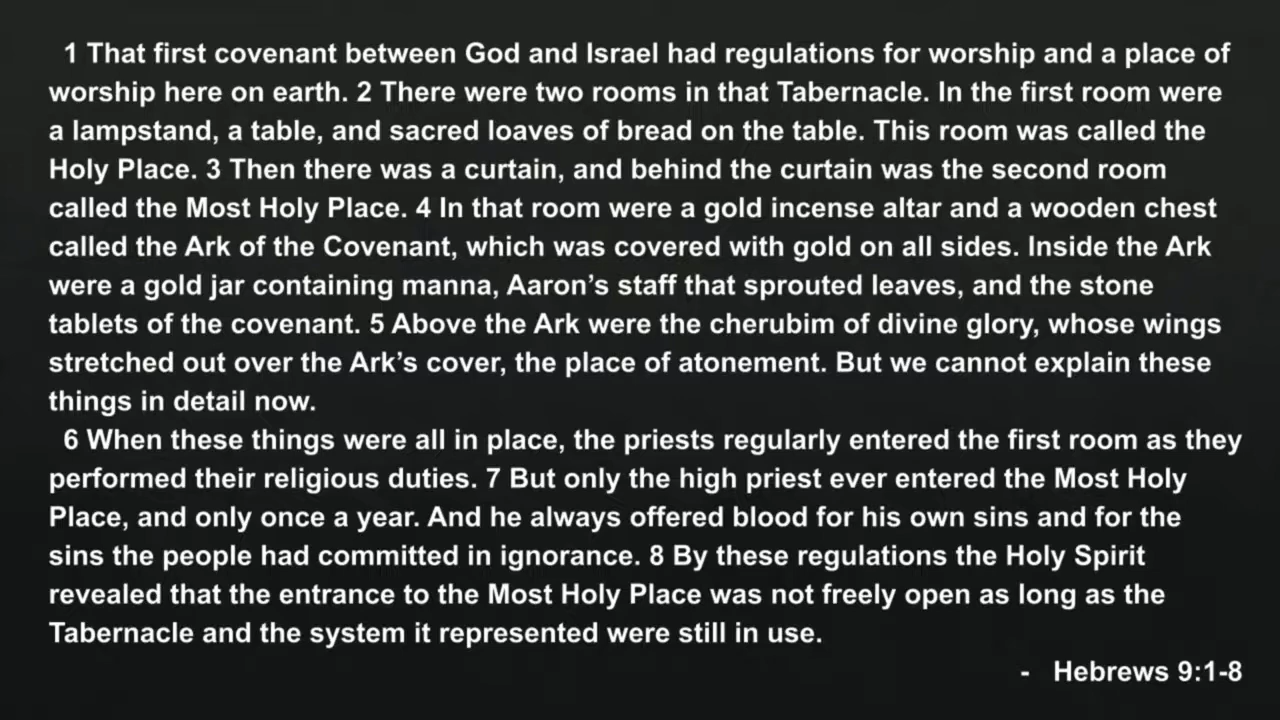 1 That first covenant between God and Israel had regulations for worship and a place of
worship here on earth. 2 There were two rooms in that Tabernacle. In the first room were
a lampstand, a table, and sacred loaves of bread on the table. This room was called the
Holy Place. 3 Then there was a curtain, and behind the curtain was the second room
called the Most Holy Place. 4 In that room were a gold incense altar and a wooden chest
called the Ark of the Covenant, which was covered with gold on all sides. Inside the Ark
were a gold jar containing manna, Aaron’s staff that sprouted leaves, and the stone
tablets of the covenant. 5 Above the Ark were the cherubim of divine glory, whose wings
stretched out over the Ark’s cover, the place of atonement. But we cannot explain these
things in detail now.
6 When these things were all in place, the priests regularly entered the first room as they
performed their religious duties. 7 But only the high priest ever entered the Most Holy
Place, and only once a year. And he always offered blood for his own sins and for the
sins the people had committed in ignorance. 8 By these regulations the Holy Spirit
revealed that the entrance to the Most Holy Place was not freely open as long as the
Tabernacle and the system it represented were still in use.
- Hebrews 9:1-8